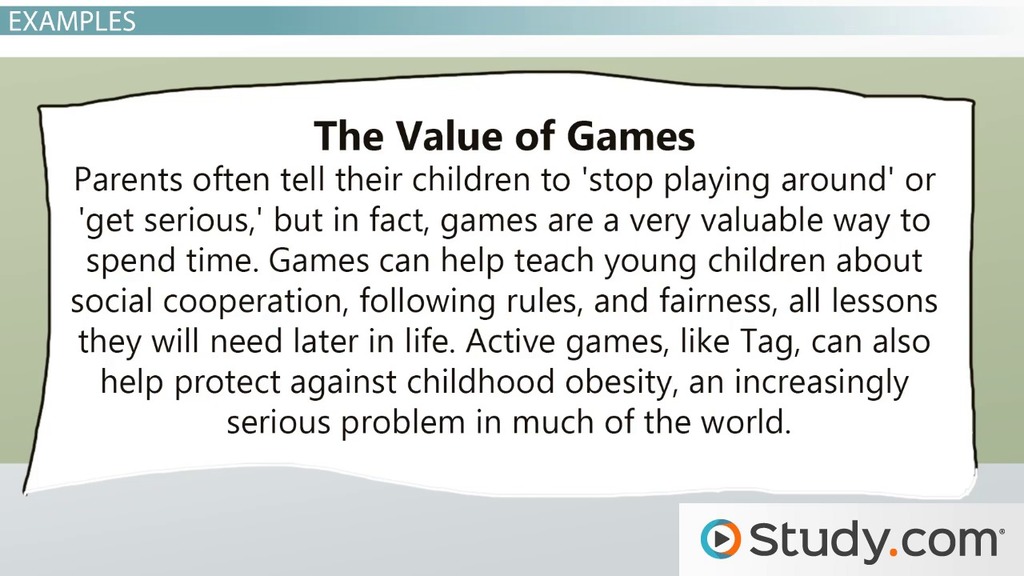 EXAMPLES
The Value of Games
Parents often tell their children to 'stop playing around' or
'get serious,' but in fact, games are a very valuable way to
spend time. Games can help teach young children about
social cooperation, following rules, and fairness, all lessons
they will need later in life. Active games, like Tag, can also
help protect against childhood obesity, an increasingly
serious problem in much of the world.
Study.com®